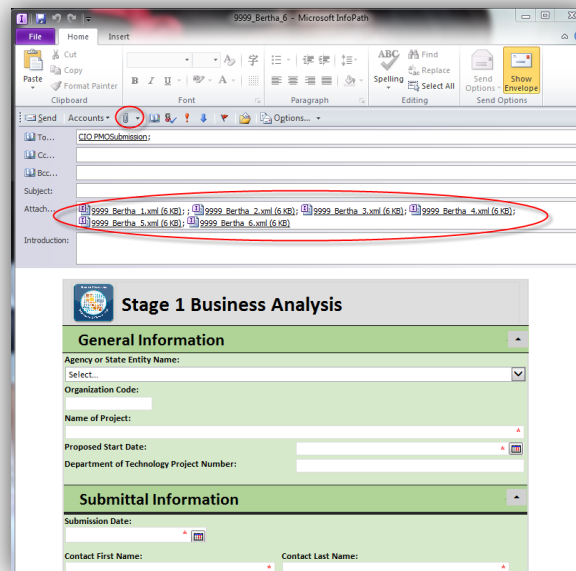 9999_Bertha_6 - Microsoft InfoPath
File Home Insert
Paste
Cut
Copy
Format Painter
Clipboard
B I U
A
字
Font
Paragraph
ABC
Spelling
Find
Replace
Select All
Editing
Send Options
Show Envelope
Send Options
Send Accounts Options...
To... CIO PMOSubmission;
Cc...
Bcc...
Subject:
Attach... 9999_Bertha_1.xml (6 KB); ; 9999_Bertha_2.xml (6 KB); 9999_Bertha_3.xml (6 KB); 9999_Bertha_4.xml (6 KB);
9999_Bertha_5.xml (6 KB); 9999_Bertha_6.xml (6 KB)
Introduction:
Stage 1 Business Analysis
General Information
Agency or State Entity Name:
Select...
Organization Code:
Name of Project:
*
Proposed Start Date: *
Department of Technology Project Number:
Submittal Information
Submission Date:
*
Contact First Name: Contact Last Name:
* *